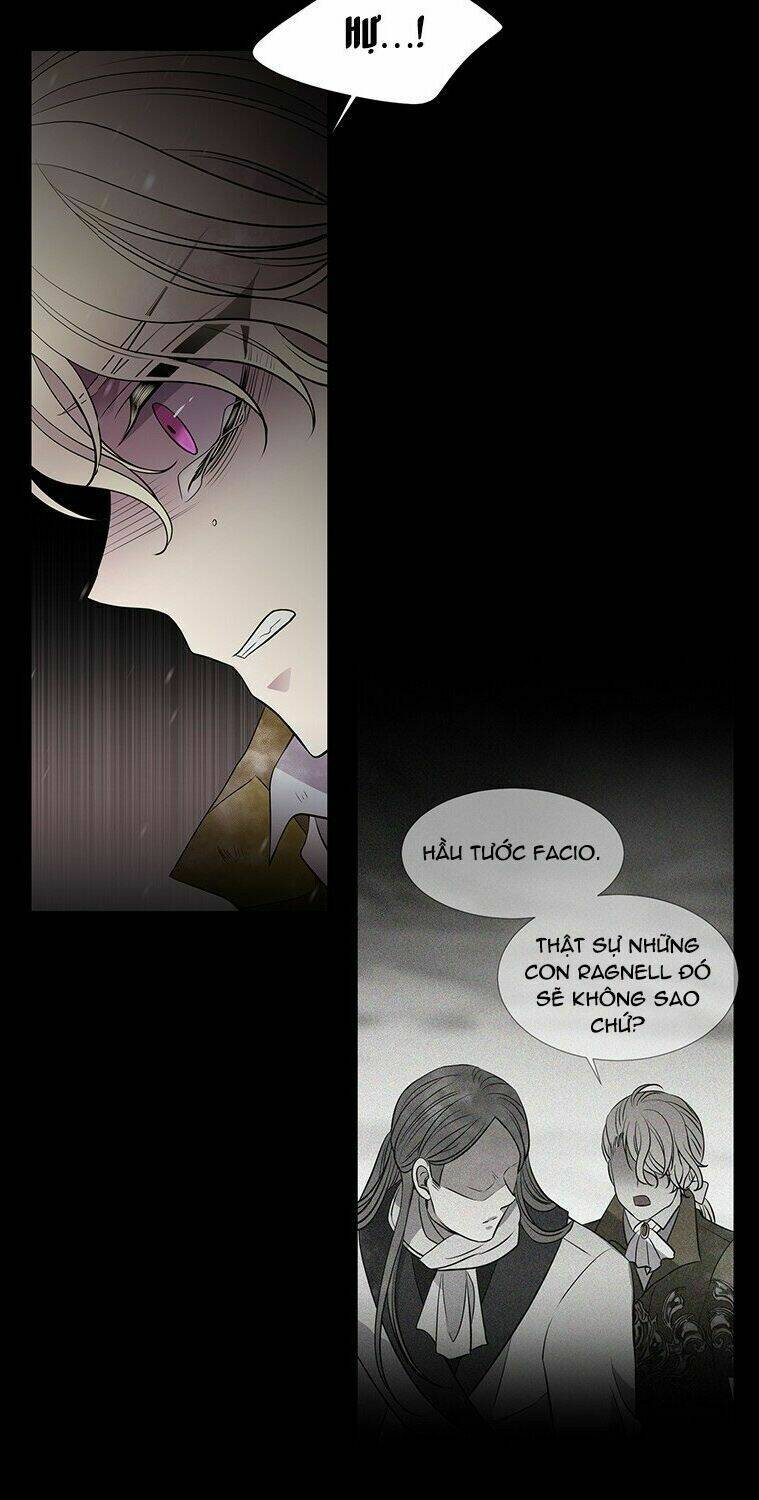 HỰ...!
HẦU TƯỚC FACIO.
THẬT SỰ NHỮNG
CON RAGNELL ĐÓ
SẼ KHÔNG SAO
CHỨ?